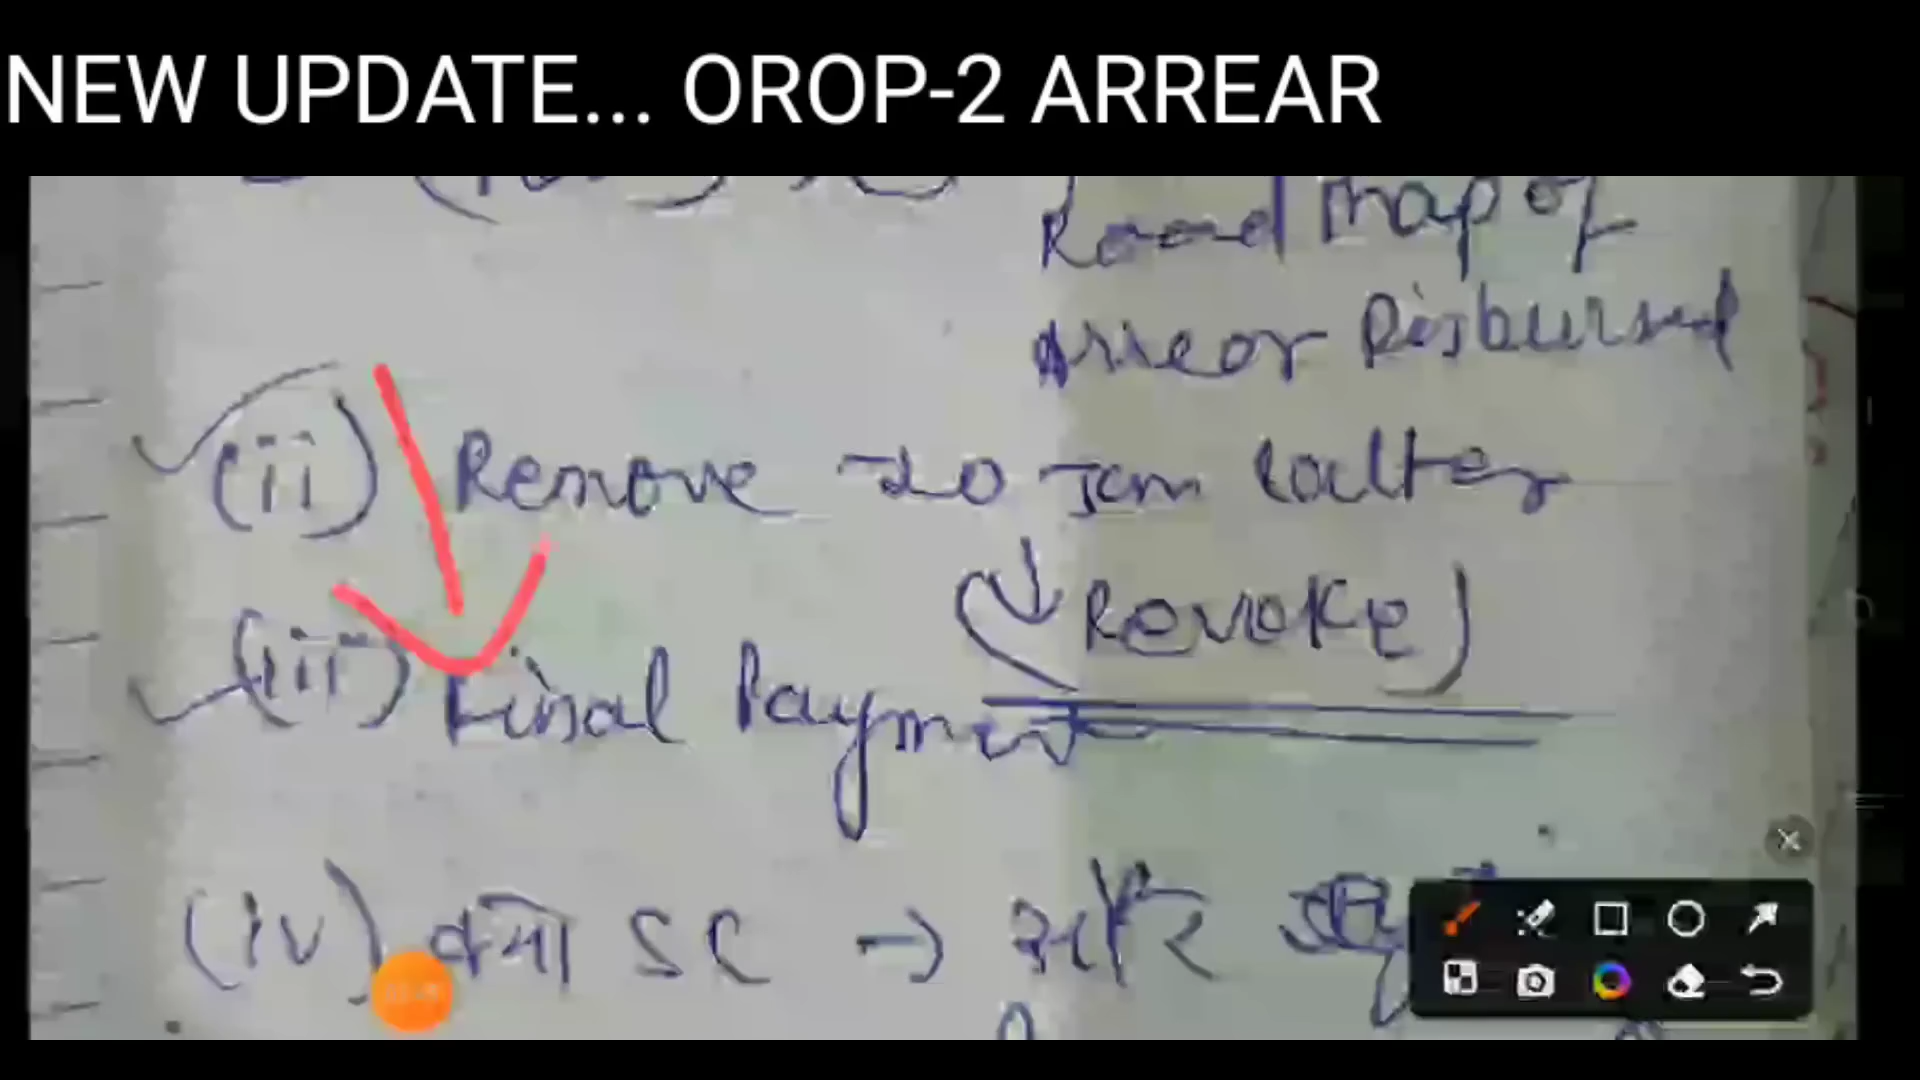 NEW UPDATE... OROP-2 ARREAR
Road Map of
Arrear Disbursed
(ii) Remove 20 Jan
Revoke)
(iii) Final Payment
(iv) क्या SC →